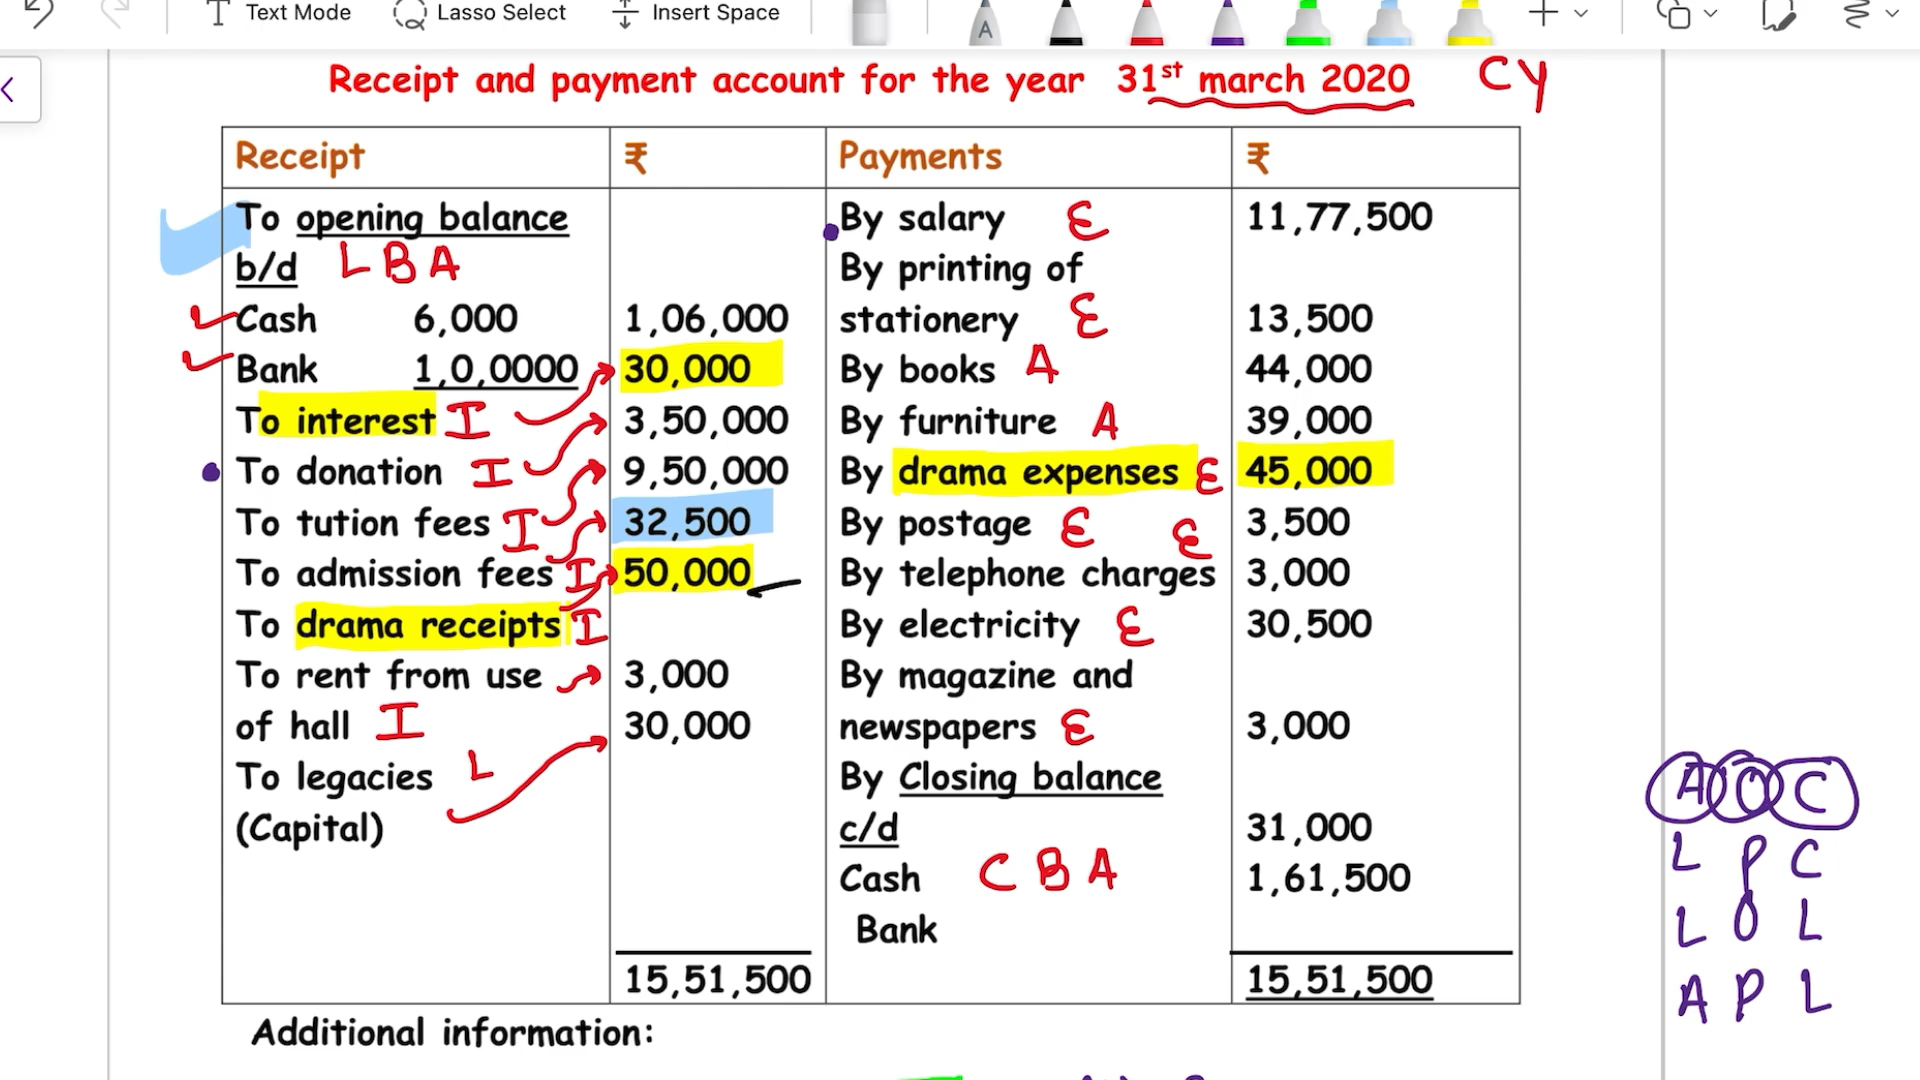 Text Mode Lasso Select Insert Space
A
Receipt and payment account for the year 31st march 2020 CY
Receipt ₹ Payments ₹
To opening balance By salary E 11,77,500
b/d LBA By printing of
Cash 6,000 1,06,000 stationery E 13,500
Bank 1,0,0000 30,000 By books A 44,000
To interest I 3,50,000 By furniture A 39,000
To donation I 9,50,000 By drama expenses E 45,000
To tution fees I 32,500 By postage E 3,500
To admission fees I 50,000 By telephone charges E 3,000
To drama receipts I By electricity E 30,500
To rent from use 3,000 By magazine and
of hall I 30,000 newspapers E 3,000
To legacies L By Closing balance
(Capital) c/d 31,000
Cash CBA 1,61,500
Bank
15,51,500 15,51,500
Additional information:
A O C
L P C
L O L
A P L